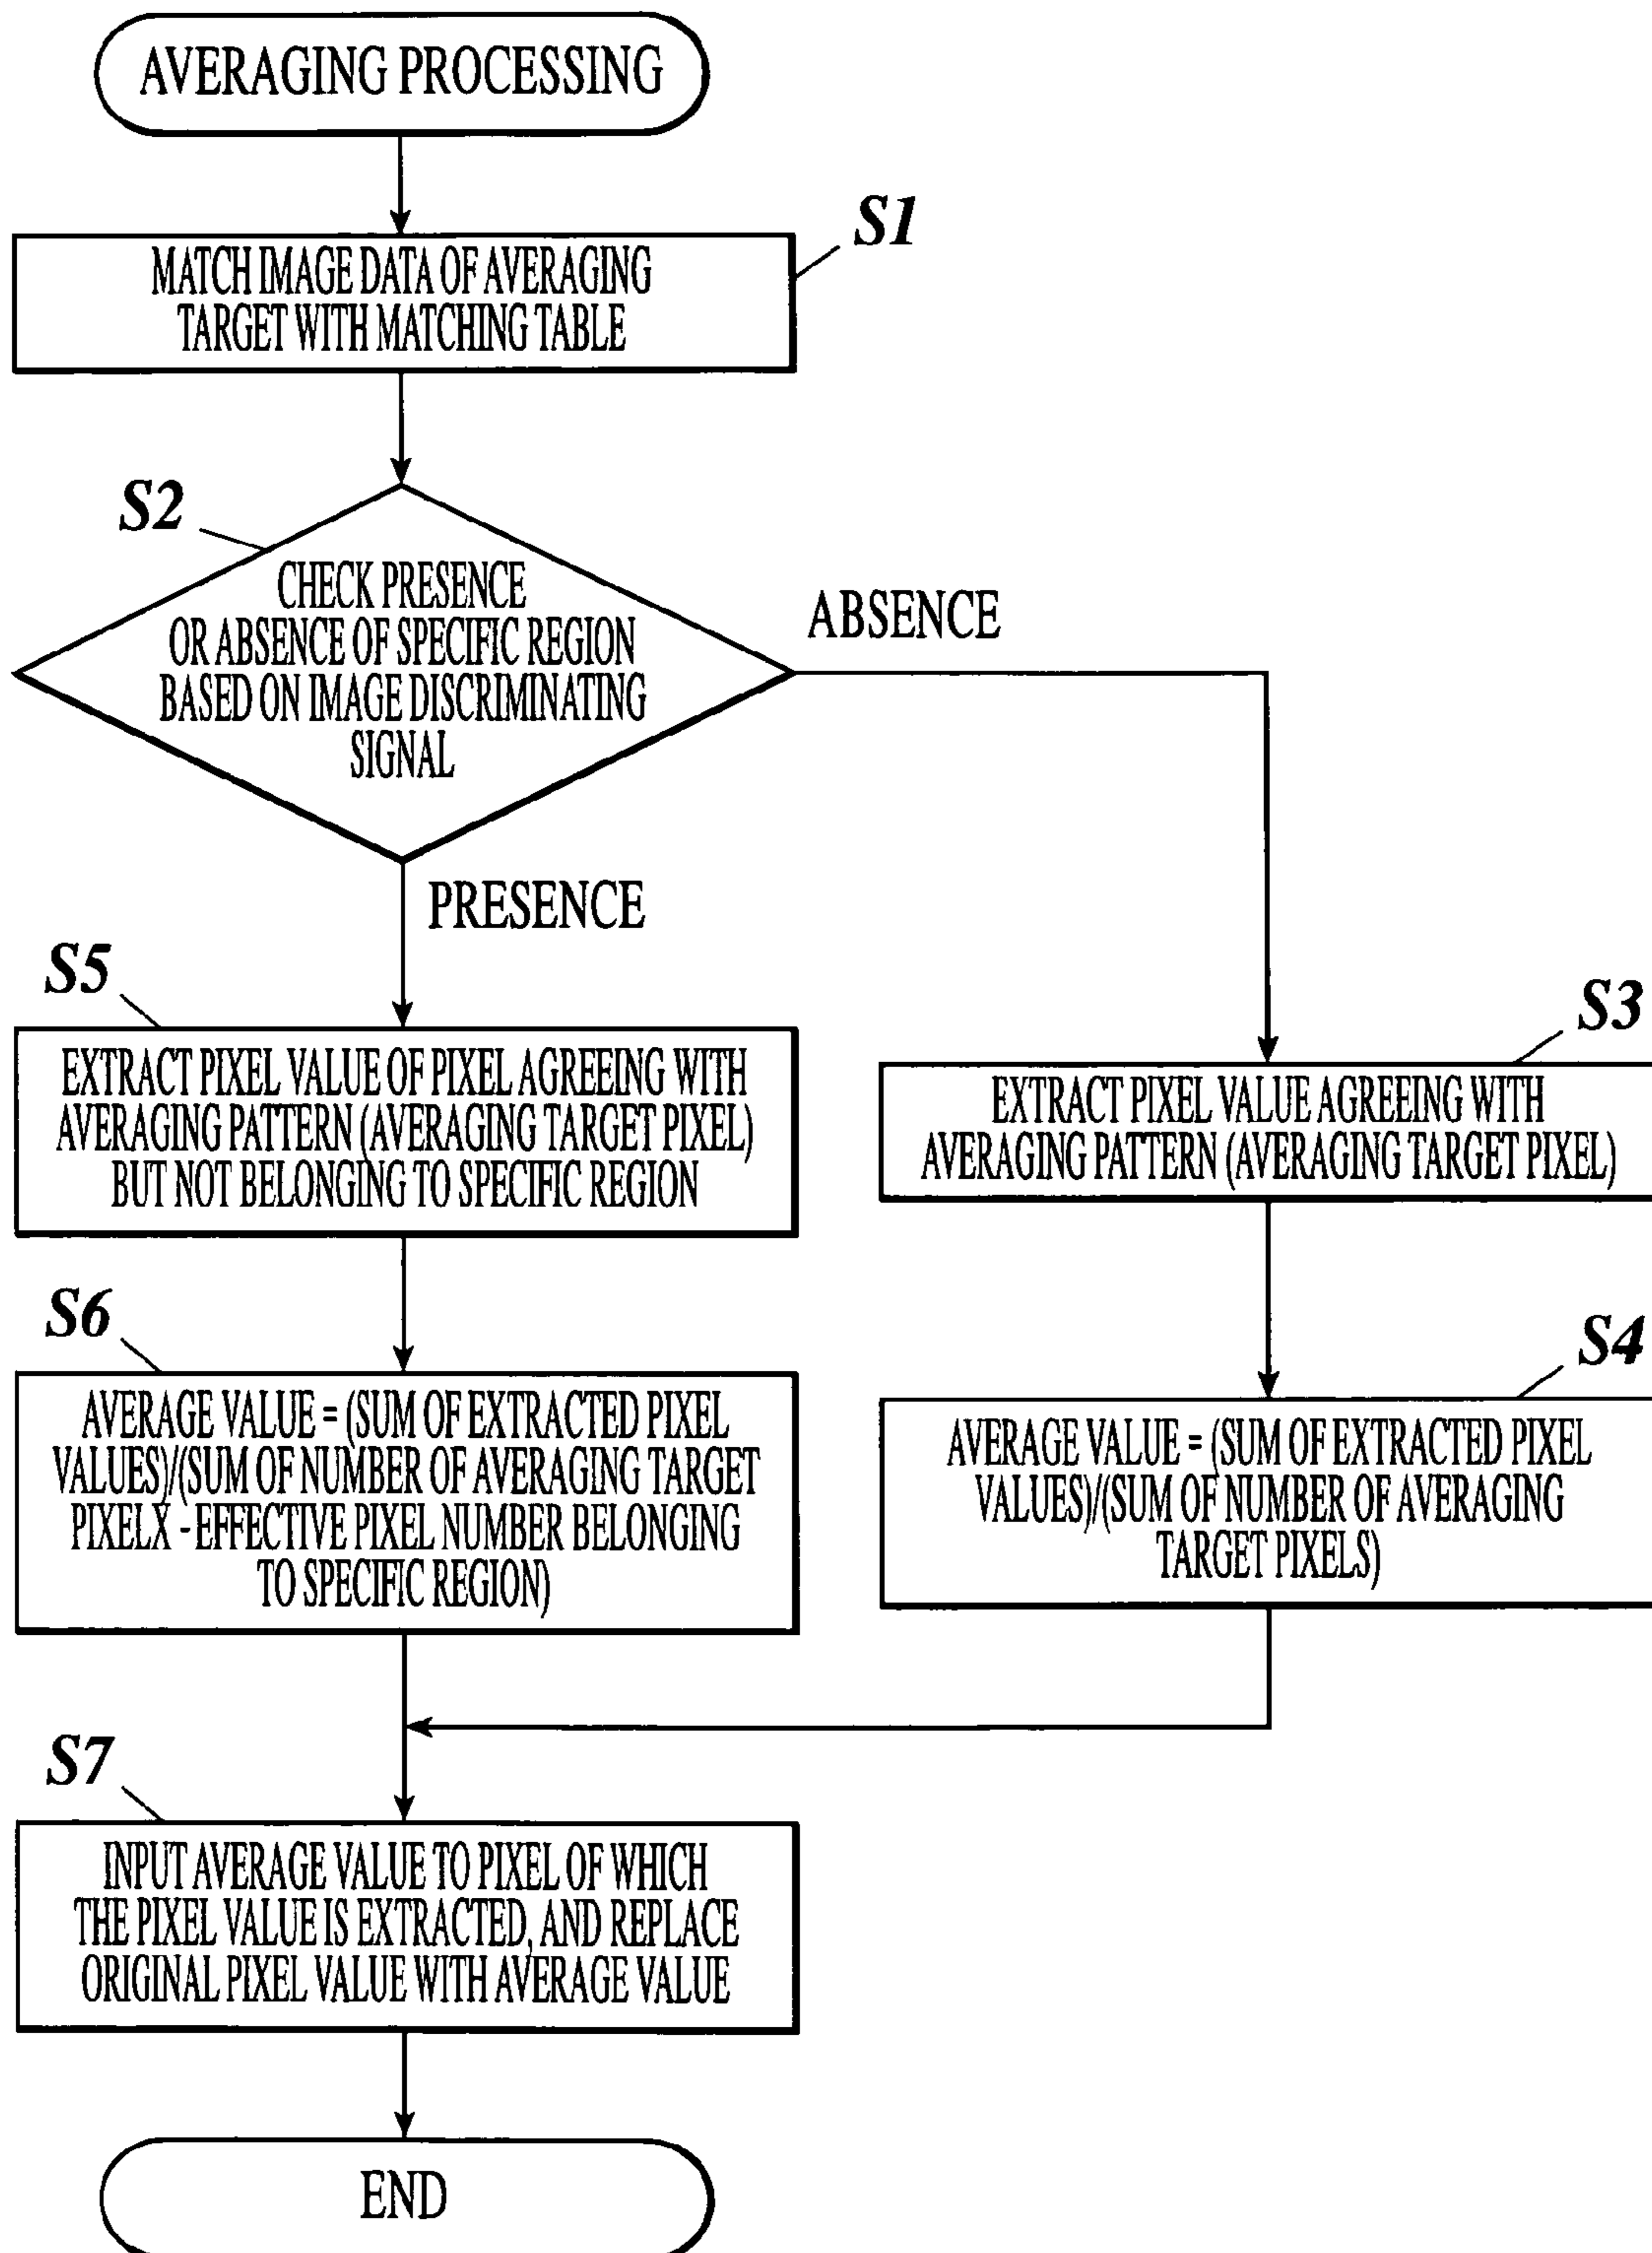 AVERAGING PROCESSING
S1
MATCH IMAGE DATA OF AVERAGING
TARGET WITH MATCHING TABLE
S2
CHECK PRESENCE
OR ABSENCE OF SPECIFIC REGION
BASED ON IMAGE DISCRIMINATING
SIGNAL
ABSENCE
PRESENCE
S5
EXTRACT PIXEL VALUE OF PIXEL AGREEING WITH
AVERAGING PATTERN (AVERAGING TARGET PIXEL)
BUT NOT BELONGING TO SPECIFIC REGION
S3
EXTRACT PIXEL VALUE AGREEING WITH
AVERAGING PATTERN (AVERAGING TARGET PIXEL)
S6
AVERAGE VALUE = (SUM OF EXTRACTED PIXEL
VALUES)/(SUM OF NUMBER OF AVERAGING TARGET
PIXELX - EFFECTIVE PIXEL NUMBER BELONGING
TO SPECIFIC REGION)
S4
AVERAGE VALUE = (SUM OF EXTRACTED PIXEL
VALUES)/(SUM OF NUMBER OF AVERAGING
TARGET PIXELS)
S7
INPUT AVERAGE VALUE TO PIXEL OF WHICH
THE PIXEL VALUE IS EXTRACTED, AND REPLACE
ORIGINAL PIXEL VALUE WITH AVERAGE VALUE
END